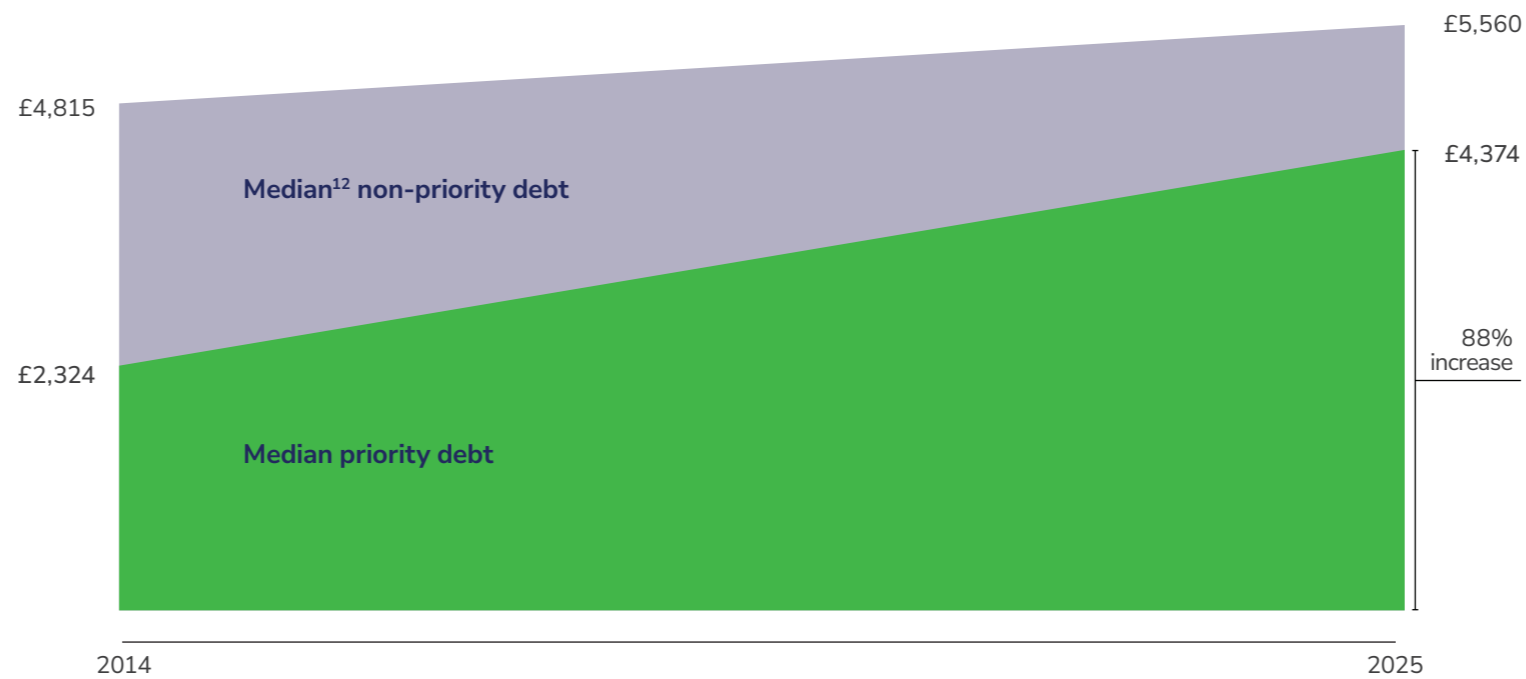 £5,560
£4,815
£4,374
Median¹² non-priority debt
88%
increase
£2,324
Median priority debt
2014
2025